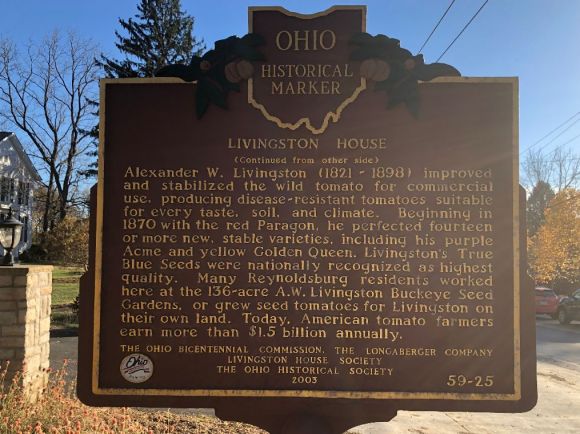 OHIO
HISTORICAL
MARKER
LIVINGSTON HOUSE
(Continued from other side)
Alexander W. Livingston (1821 - 1898) improved
and stabilized the wild tomato for commercial
use, producing disease-resistant tomatoes suitable
for every taste, soil, and climate. Beginning in
1870 with the red Paragon, he perfected fourteen
or more new, stable varieties, including his purple
Acme and yellow Golden Queen. Livingston's True
Blue Seeds were nationally recognized as highest
quality. Many Reynoldsburg residents worked
here at the 136-acre A.W. Livingston Buckeye Seed
Gardens, or grew seed tomatoes for Livingston on
their own land. Today, American tomato farmers
earn more than $1.5 billion annually.
THE OHIO BICENTENNIAL COMMISSION, THE LONGABERGER COMPANY
LIVINGSTON HOUSE SOCIETY
THE OHIO HISTORICAL SOCIETY
2003
59-25
Ohio